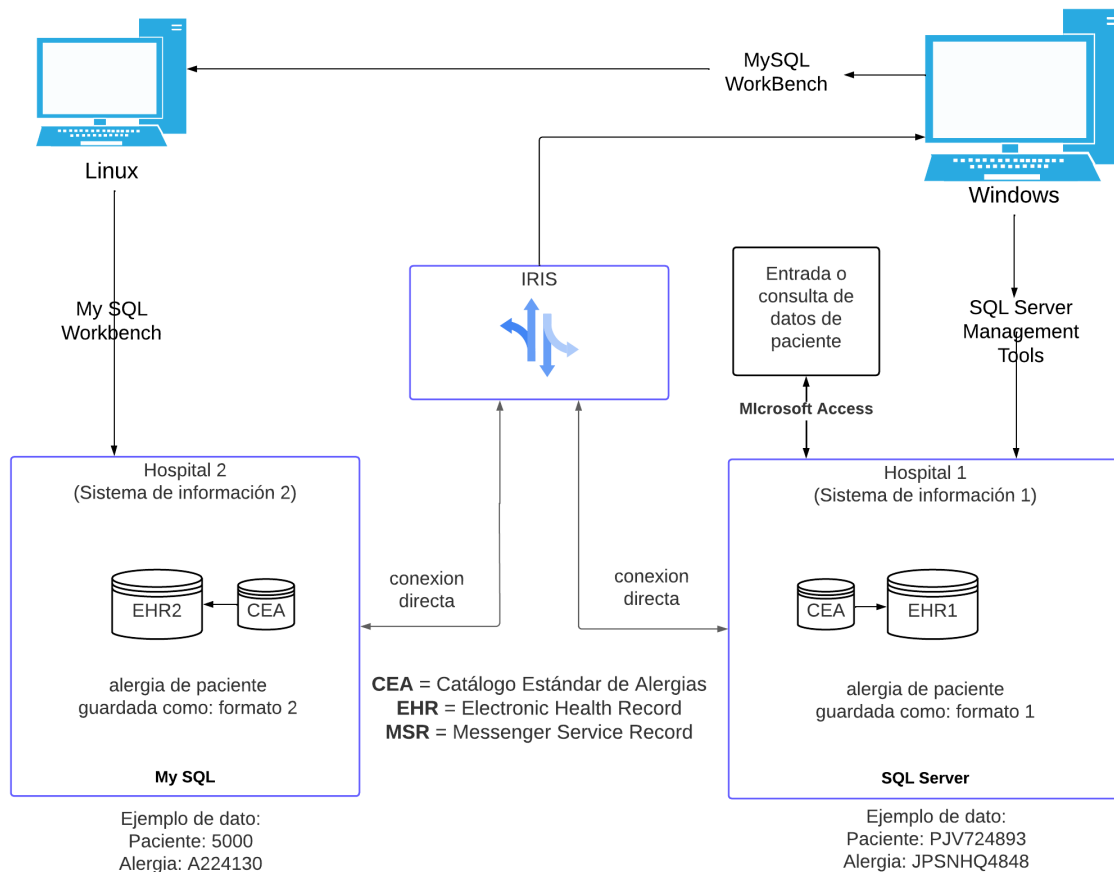 MySQL
WorkBench
Linux
Windows
IRIS
Entrada o
consulta de
datos de
paciente
My SQL
Workbench
SQL Server
Management
Tools
MIcrosoft Access
Hospital 2
(Sistema de información 2)
EHR2
CEA
alergia de paciente
guardada como: formato 2
My SQL
Ejemplo de dato:
Paciente: 5000
Alergia: A224130
conexion
directa
conexion
directa
CEA = Catálogo Estándar de Alergias
EHR = Electronic Health Record
MSR = Messenger Service Record
Hospital 1
(Sistema de información 1)
CEA
EHR1
alergia de paciente
guardada como: formato 1
SQL Server
Ejemplo de dato:
Paciente: PJV724893
Alergia: JPSNHQ4848